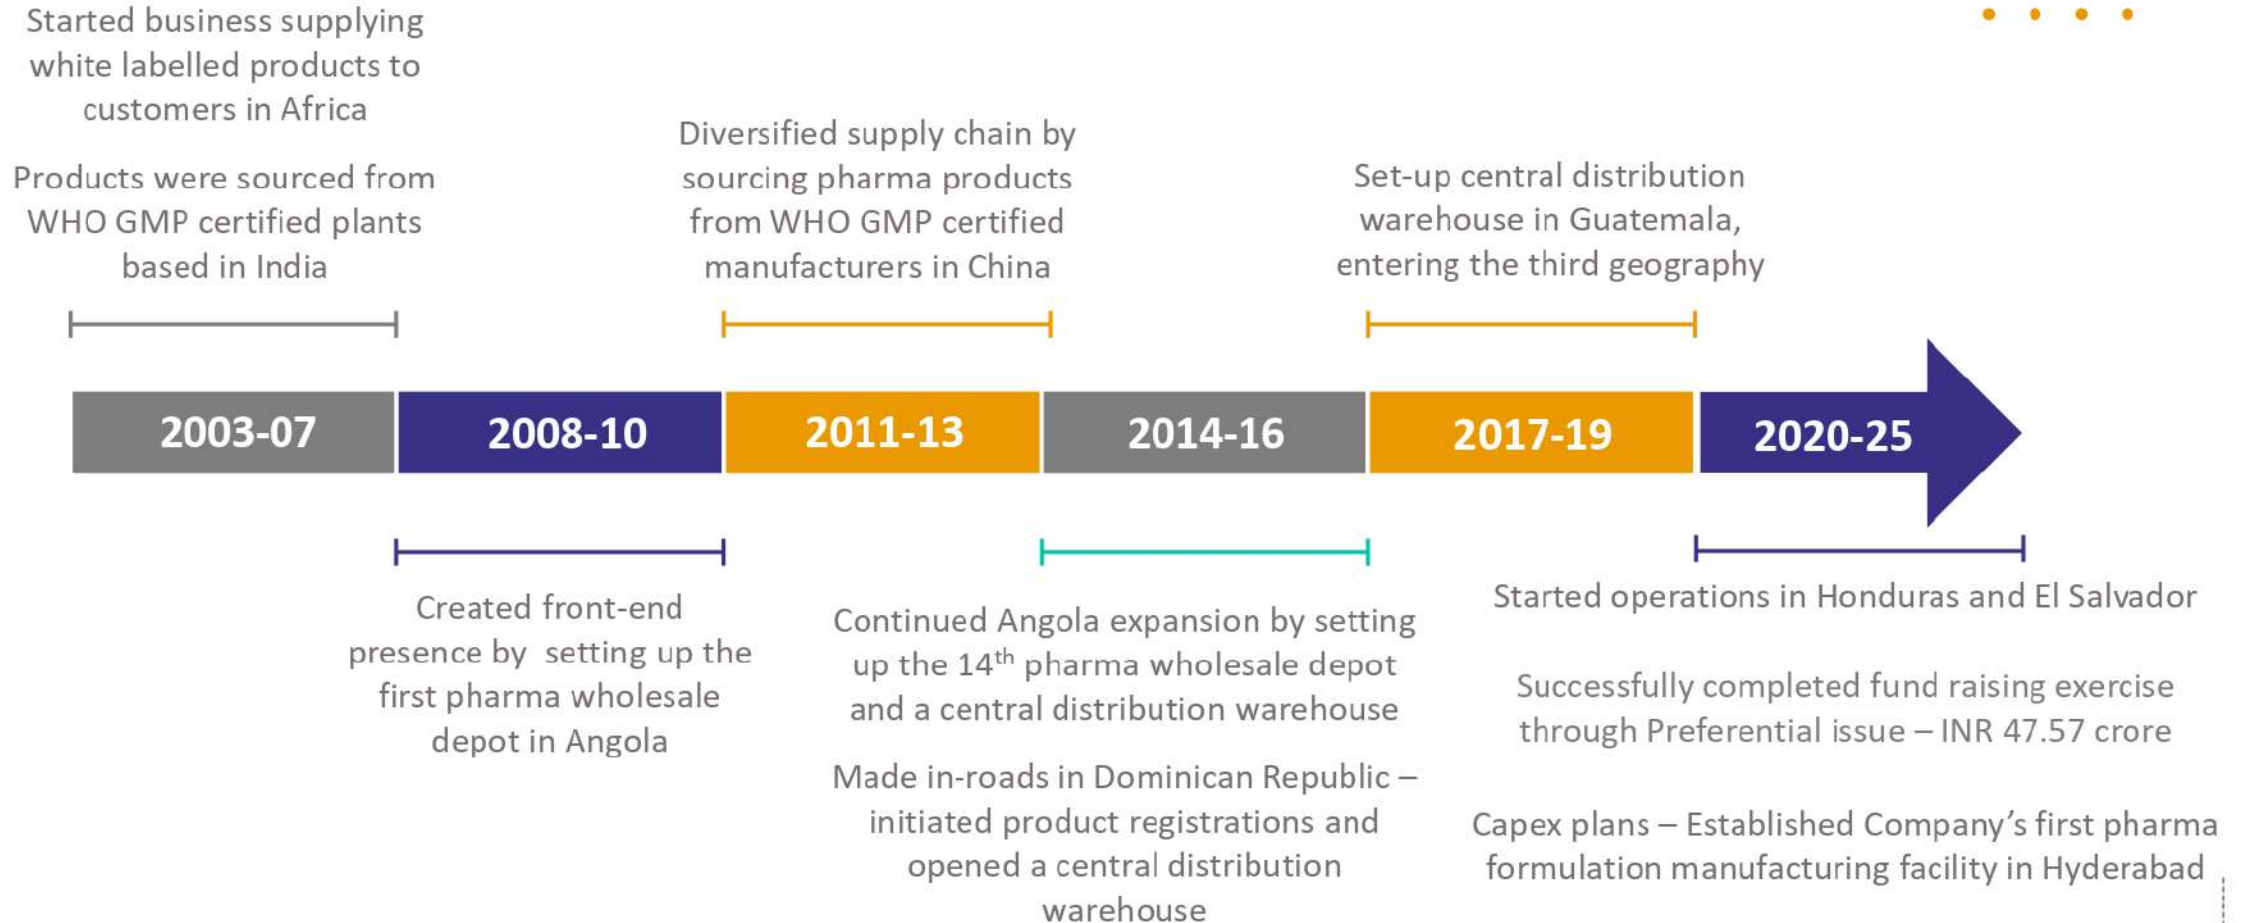 Started business supplying
white labelled products to
customers in Africa
Products were sourced from
WHO GMP certified plants
based in India
Diversified supply chain by
sourcing pharma products
from WHO GMP certified
manufacturers in China
Set-up central distribution
warehouse in Guatemala,
entering the third geography
2003-07
2008-10
2011-13
2014-16
2017-19
2020-25
Created front-end
presence by setting up the
first pharma wholesale
depot in Angola
Continued Angola expansion by setting
up the 14th pharma wholesale depot
and a central distribution warehouse
Made in-roads in Dominican Republic –
initiated product registrations and
opened a central distribution
warehouse
Started operations in Honduras and El Salvador
Successfully completed fund raising exercise
through Preferential issue – INR 47.57 crore
Capex plans – Established Company's first pharma
formulation manufacturing facility in Hyderabad